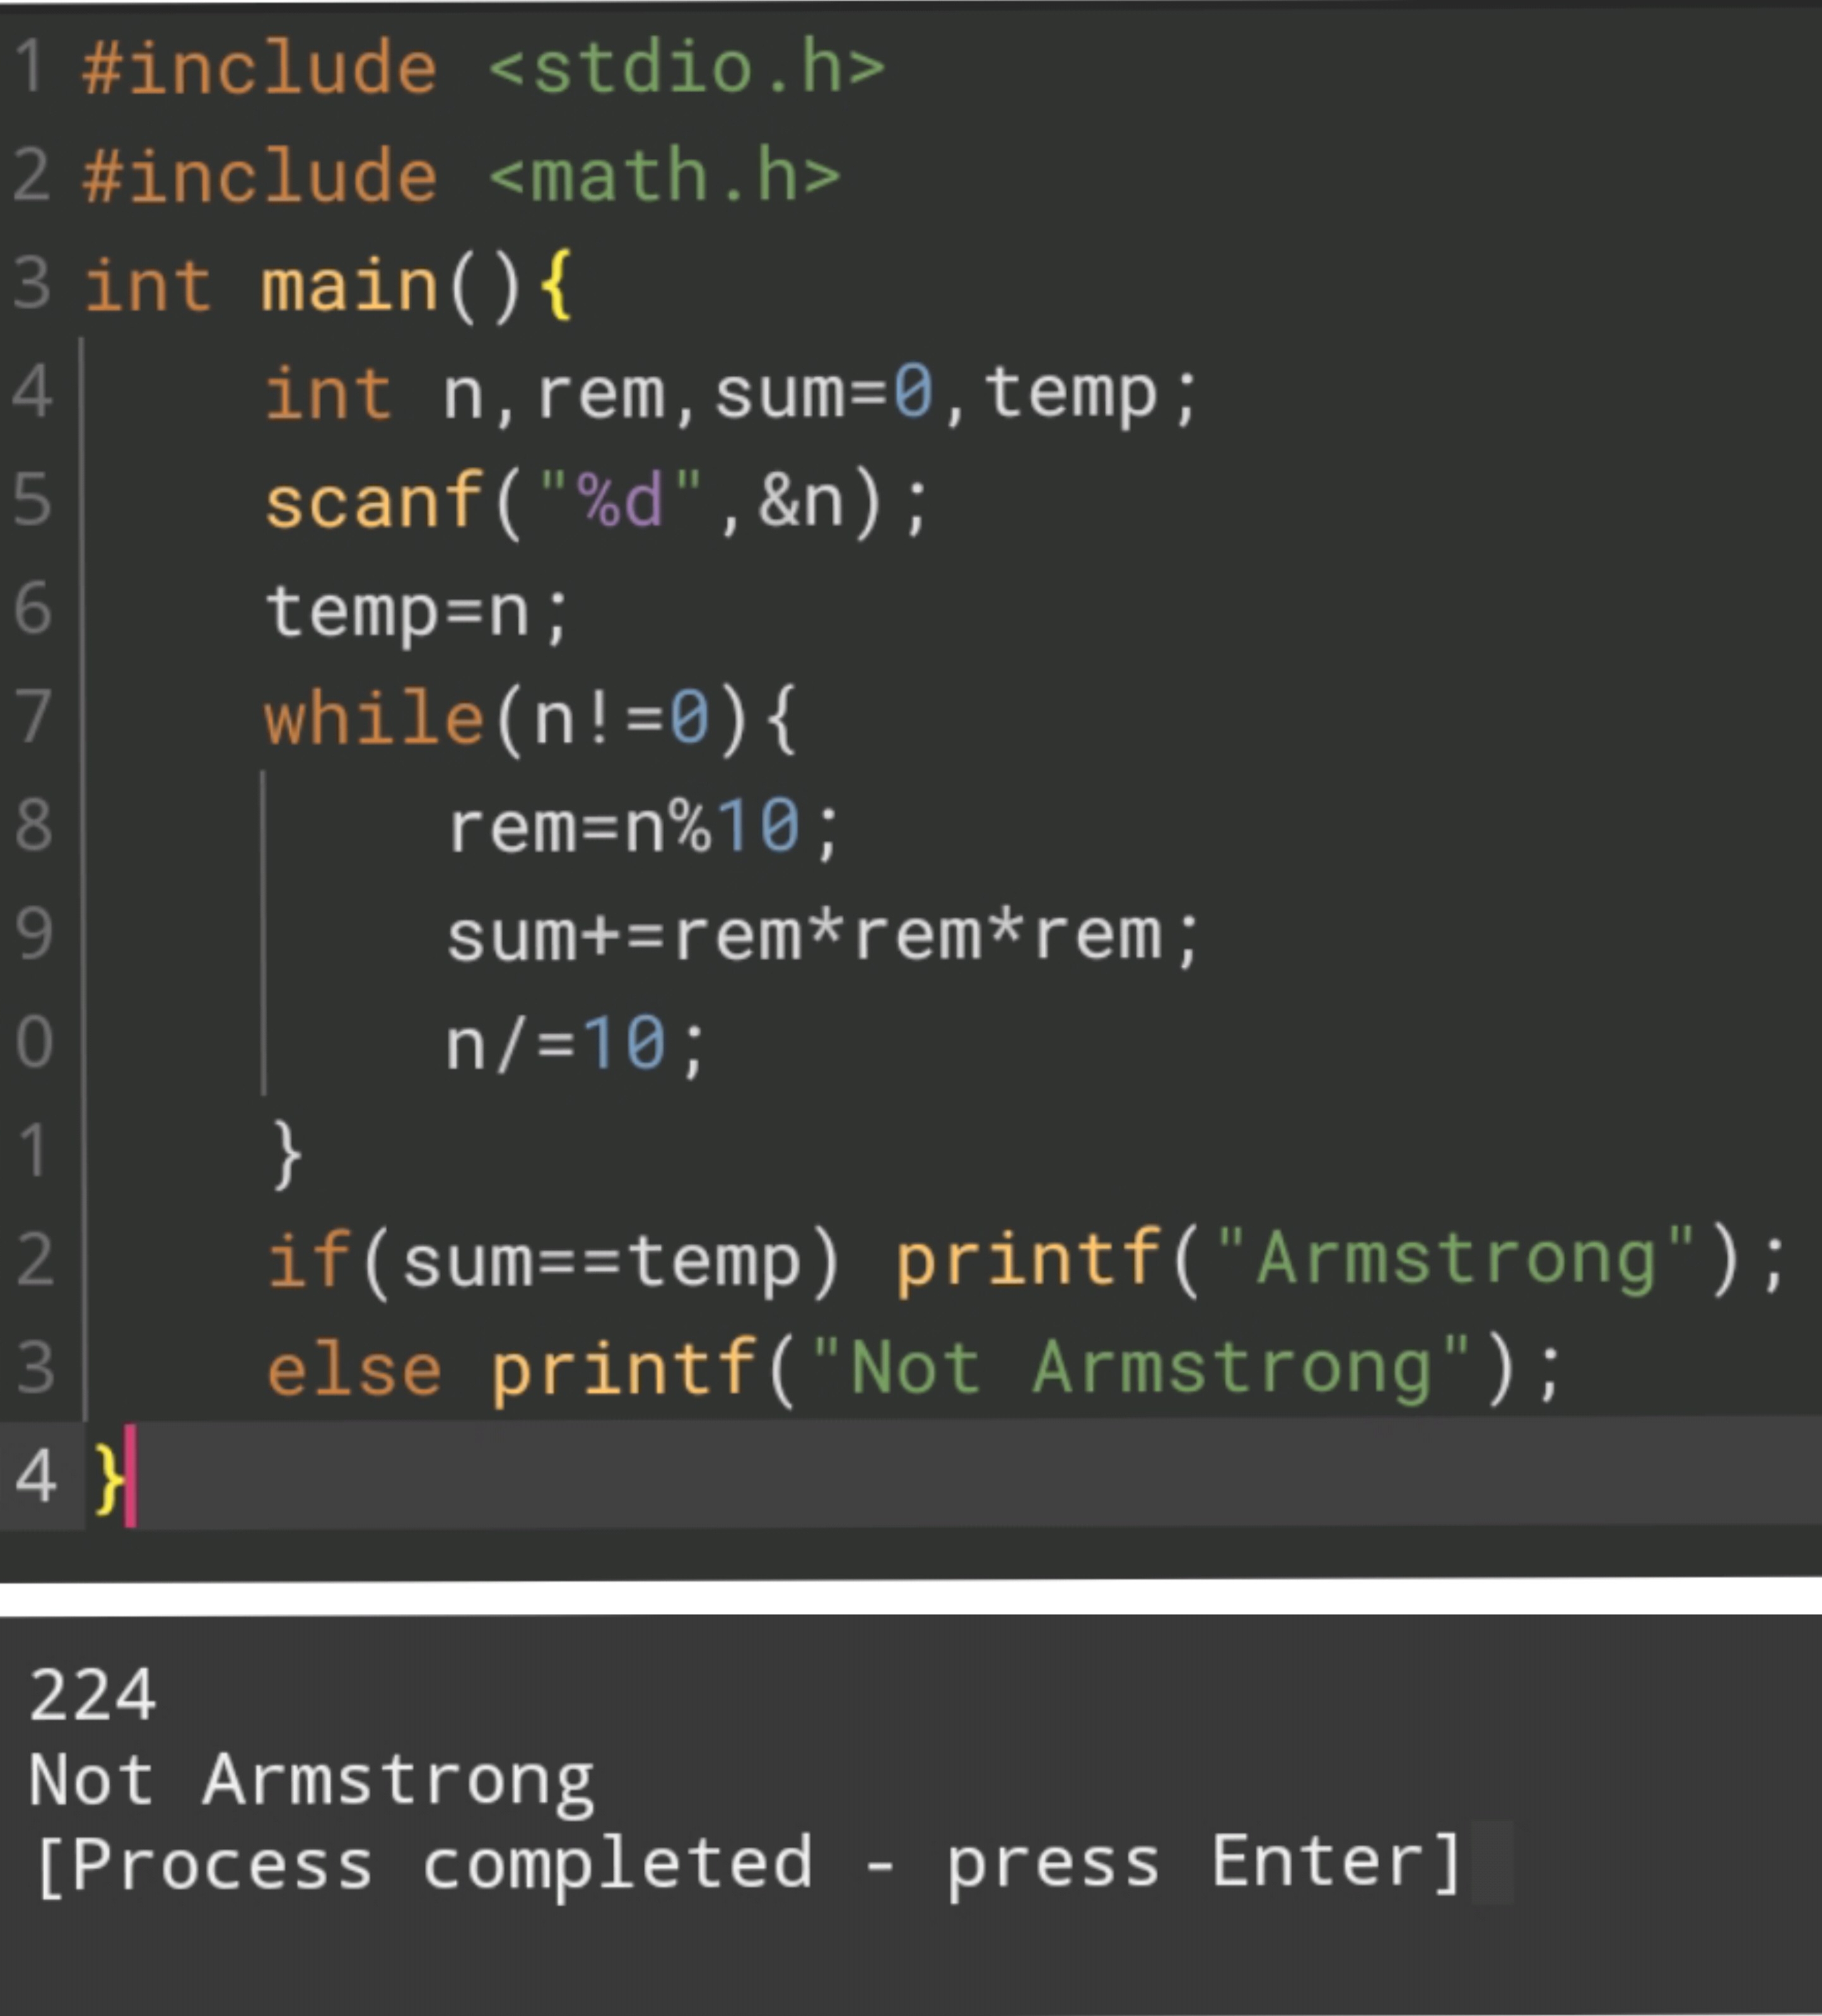 1 #include <stdio.h>
2 #include <math.h>
3 int main(){
4 int n,rem,sum=0,temp;
5 scanf("%d",&n);
6 temp=n;
7 while(n!=0){
8 rem=n%10;
9 sum+=rem*rem*rem;
0 n/=10;
1 }
2 if(sum==temp) printf("Armstrong");
3 else printf("Not Armstrong");
4 }
224
Not Armstrong
[Process completed - press Enter]